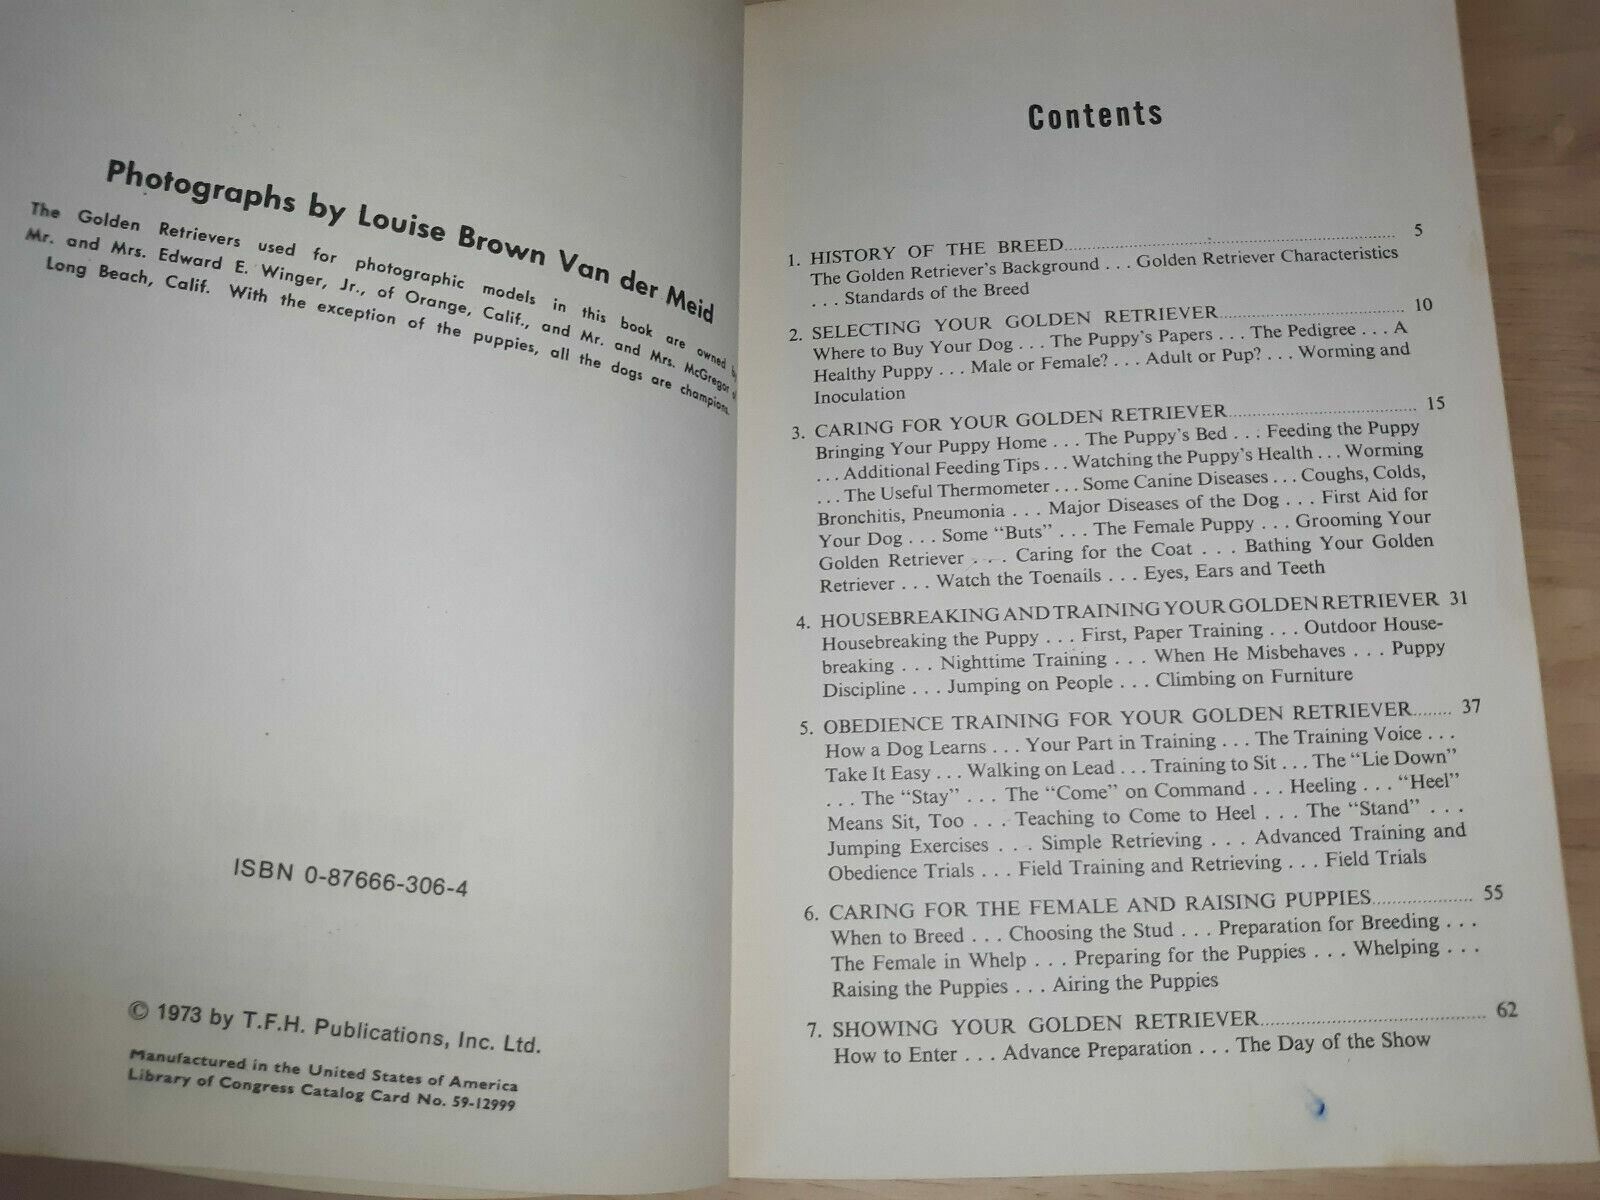 Photographs by Louise Brown Van der Meid
The Golden Retrievers used for photographic models in this book are owned by
Mr. and Mrs. Edward E. Winger, Jr., of Orange, Calif., and Mr. and Mrs. McGregor of
Long Beach, Calif. With the exception of the puppies, all the dogs are champions.
ISBN 0-87666-306-4
© 1973 by T.F.H. Publications, Inc. Ltd.
Manufactured in the United States of America
Library of Congress Catalog Card No. 59-12999
Contents
1. HISTORY OF THE BREED.......... 5
The Golden Retriever's Background . . . Golden Retriever Characteristics
. . . Standards of the Breed
2. SELECTING YOUR GOLDEN RETRIEVER.......... 10
Where to Buy Your Dog . . . The Puppy's Papers . . . The Pedigree . . . A
Healthy Puppy . . . Male or Female? . . . Adult or Pup? . . . Worming and
Inoculation
3. CARING FOR YOUR GOLDEN RETRIEVER.......... 15
Bringing Your Puppy Home . . . The Puppy's Bed . . . Feeding the Puppy
. . . Additional Feeding Tips . . . Watching the Puppy's Health . . . Worming
. . . The Useful Thermometer . . . Some Canine Diseases . . . Coughs, Colds,
Bronchitis, Pneumonia . . . Major Diseases of the Dog . . . First Aid for
Your Dog . . . Some "Buts" . . . The Female Puppy . . . Grooming Your
Golden Retriever . . . Caring for the Coat . . . Bathing Your Golden
Retriever . . . Watch the Toenails . . . Eyes, Ears and Teeth
4. HOUSEBREAKING AND TRAINING YOUR GOLDEN RETRIEVER 31
Housebreaking the Puppy . . . First, Paper Training . . . Outdoor House-
breaking . . . Nighttime Training . . . When He Misbehaves . . . Puppy
Discipline . . . Jumping on People . . . Climbing on Furniture
5. OBEDIENCE TRAINING FOR YOUR GOLDEN RETRIEVER........ 37
How a Dog Learns . . . Your Part in Training . . . The Training Voice . . .
Take It Easy . . . Walking on Lead . . . Training to Sit . . . The "Lie Down"
. . . The "Stay" . . . The "Come" on Command . . . Heeling . . . "Heel"
Means Sit, Too . . . Teaching to Come to Heel . . . The "Stand" . . .
Jumping Exercises . . . Simple Retrieving . . . Advanced Training and
Obedience Trials . . . Field Training and Retrieving . . . Field Trials
6. CARING FOR THE FEMALE AND RAISING PUPPIES.......... 55
When to Breed . . . Choosing the Stud . . . Preparation for Breeding . . .
The Female in Whelp . . . Preparing for the Puppies . . . Whelping . . .
Raising the Puppies . . . Airing the Puppies
7. SHOWING YOUR GOLDEN RETRIEVER.......... 62
How to Enter . . . Advance Preparation . . . The Day of the Show